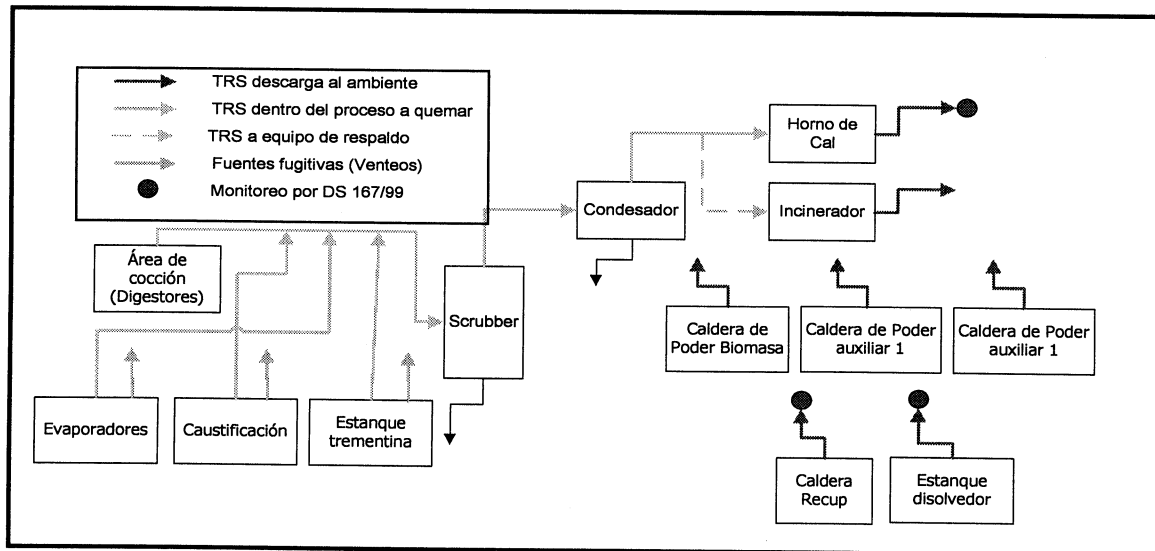 TRS descarga al ambiente
TRS dentro del proceso a quemar
TRS a equipo de respaldo
Fuentes fugitivas (Venteos)
Monitoreo por DS 167/99
Horno de
Cal
Condesador
Incinerador
Área de
cocción
(Digestores)
Scrubber
Caldera de
Poder Biomasa
Caldera de Poder
auxiliar 1
Caldera de Poder
auxiliar 1
Evaporadores
Caustificación
Estanque
trementina
Caldera
Recup
Estanque
disolvedor